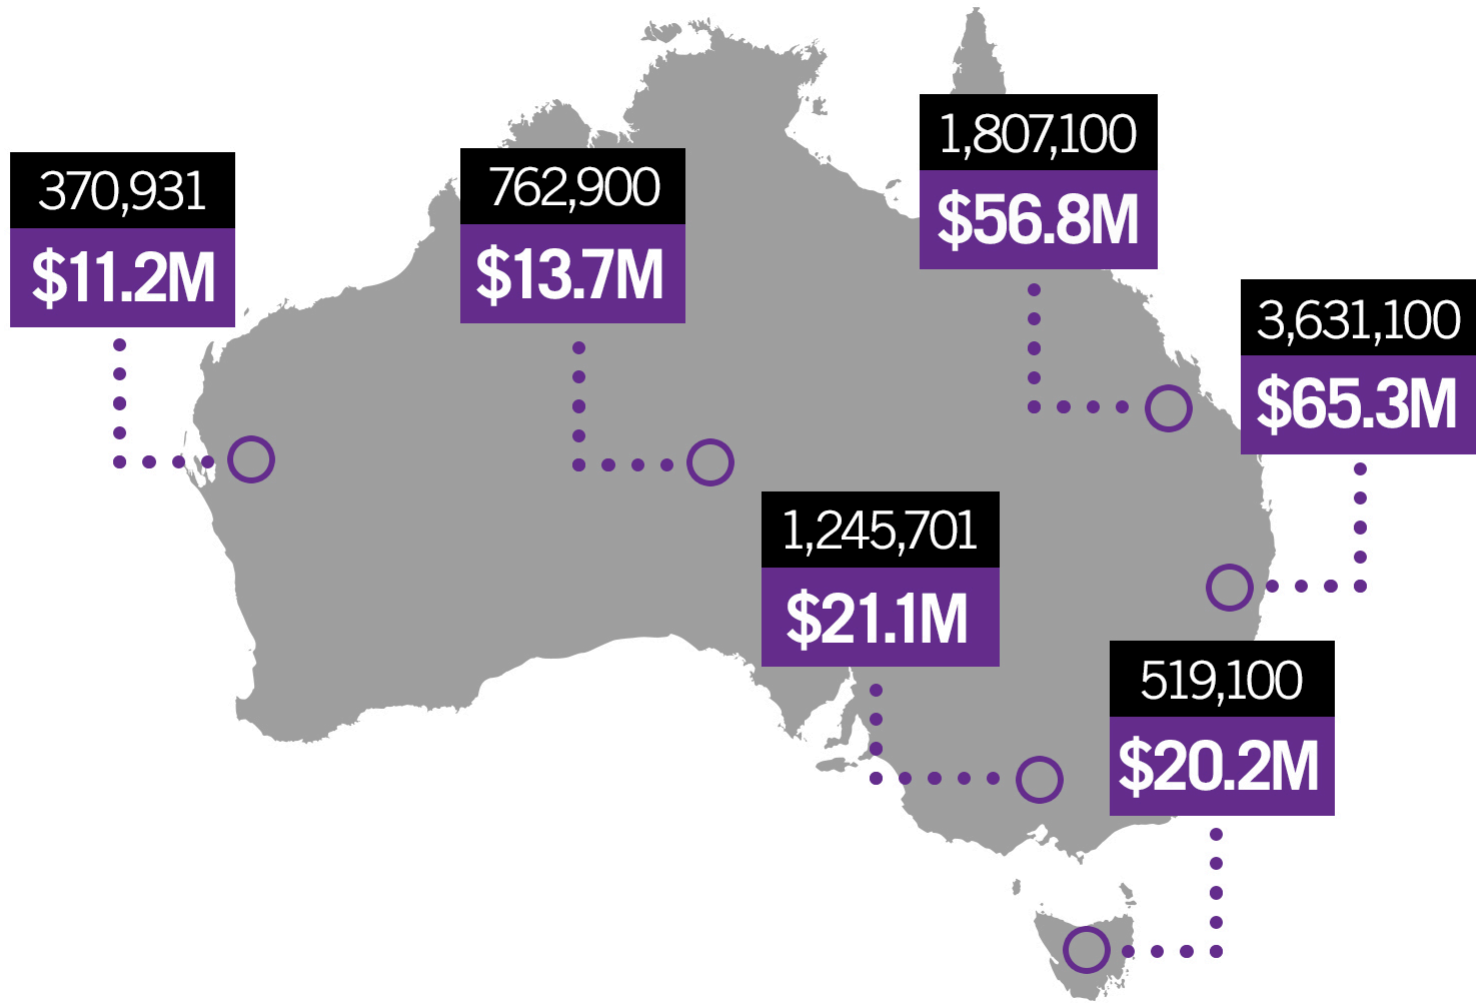 370,931
$11.2M
762,900
$13.7M
1,807,100
$56.8M
3,631,100
$65.3M
1,245,701
$21.1M
519,100
$20.2M